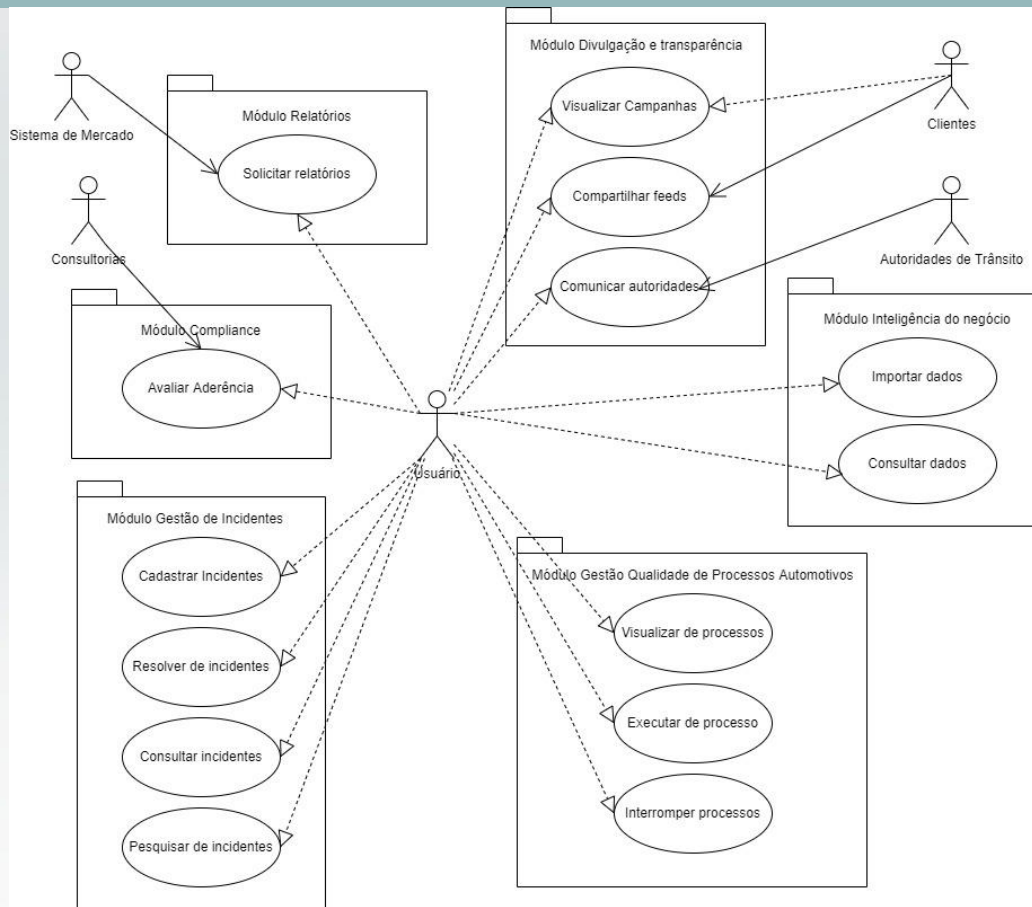 Módulo Divulgação e transparência
Visualizar Campanhas
Compartilhar feeds
Comunicar autoridades
Sistema de Mercado
Módulo Relatórios
Solicitar relatórios
Clientes
Consultorias
Autoridades de Trânsito
Módulo Compliance
Avaliar Aderência
Módulo Inteligência do negócio
Importar dados
Consultar dados
Usuário
Módulo Gestão de Incidentes
Cadastrar Incidentes
Resolver de incidentes
Consultar incidentes
Pesquisar de incidentes
Módulo Gestão Qualidade de Processos Automotivos
Visualizar de processos
Executar de processo
Interromper processos